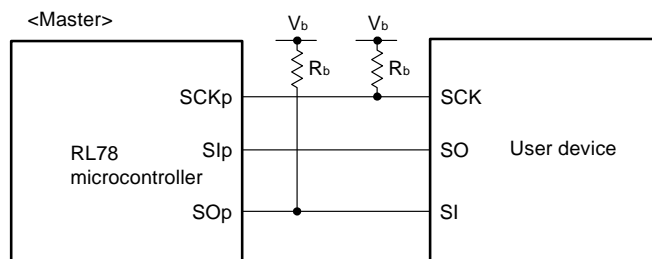 <Master>
Vb
Vb
Rb
Rb
SCKp
SCK
RL78
microcontroller
SIp
SO
User device
SOp
SI